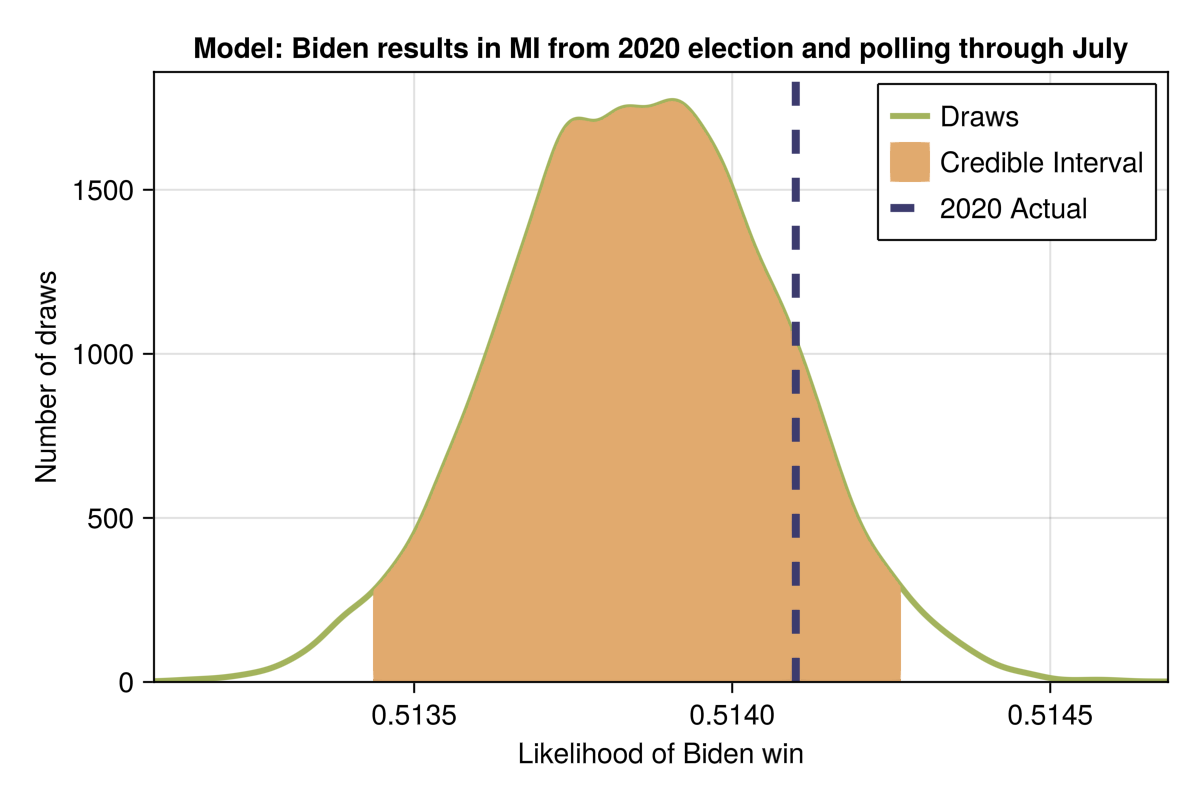 Model: Biden results in MI from 2020 election and polling through July
Draws
Credible Interval
2020 Actual
Number of draws
1500
1000
500
0
0.5135
0.5140
0.5145
Likelihood of Biden win